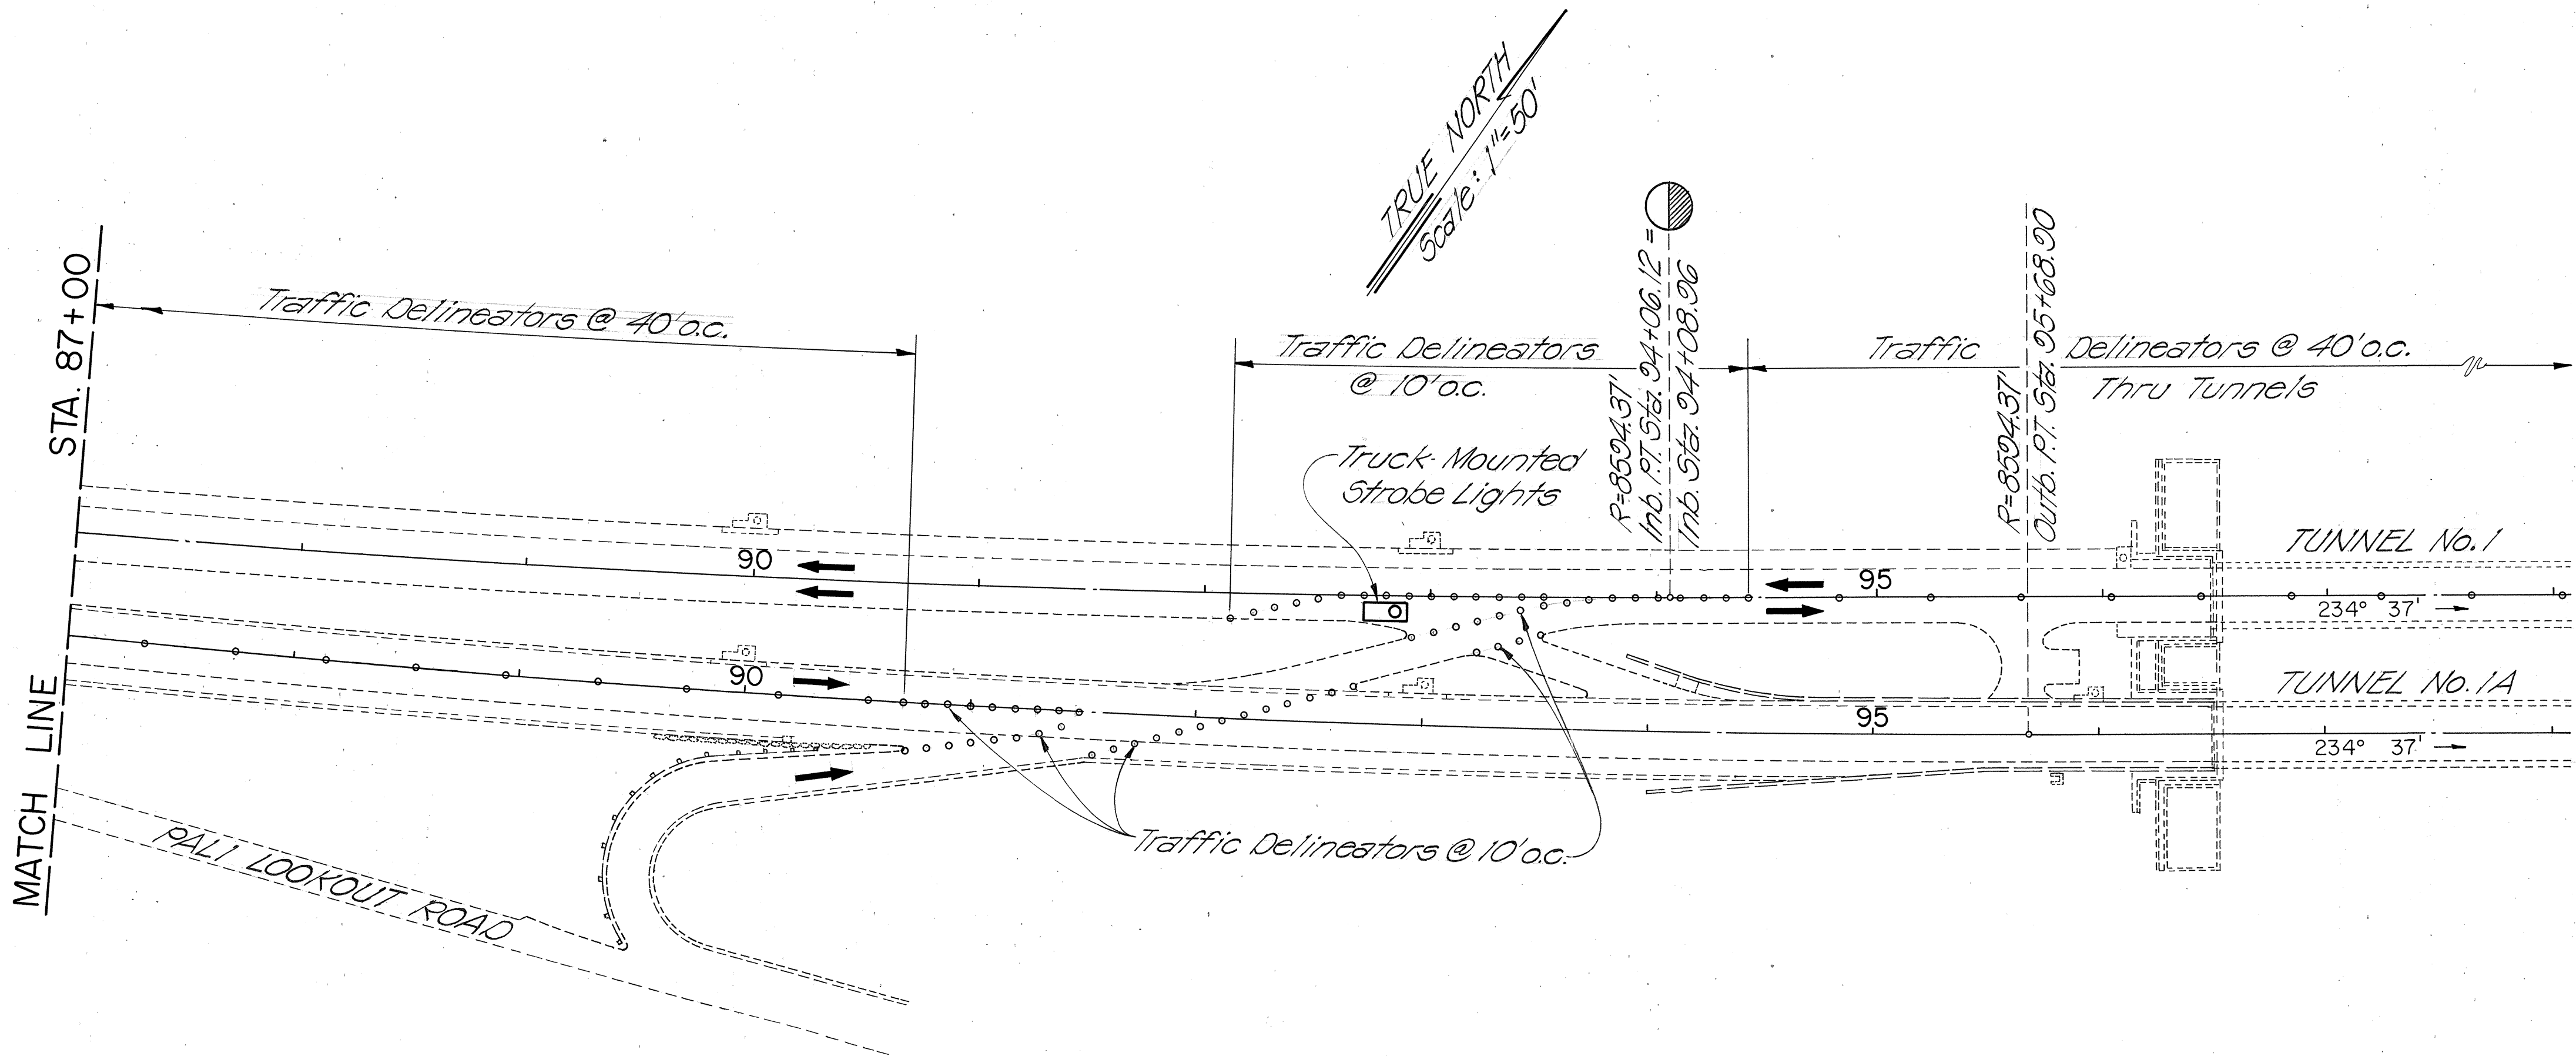 TRUE NORTH
Scale: 1"=50'
MATCH LINE STA. 87+00
Traffic Delineators @ 40' o.c.
Traffic Delineators
@ 10' o.c.
R=8594.37'
Inb. P.T. Sta. 94+06.12 =
Inb. Sta. 94+08.96
Traffic Delineators @ 40' o.c.
Thru Tunnels
R=8594.37'
Outb. P.T. Sta. 95+68.90
Truck-Mounted
Strobe Lights
90
95
TUNNEL No. 1
234° 37'
90
95
TUNNEL No. 1A
234° 37'
Traffic Delineators @ 10' o.c.
PALI LOOKOUT ROAD